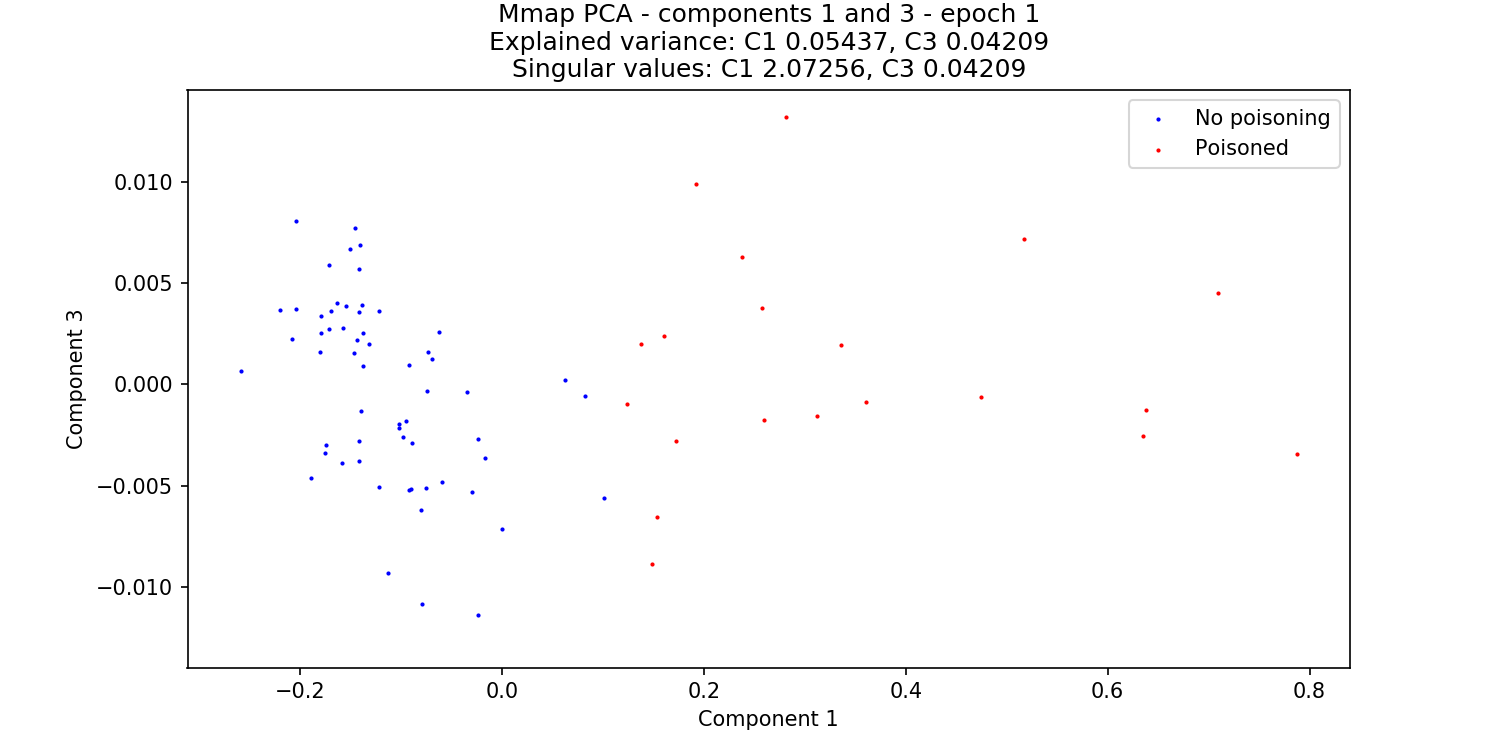 Mmap PCA - components 1 and 3 - epoch 1
Explained variance: C1 0.05437, C3 0.04209
Singular values: C1 2.07256, C3 0.04209
No poisoning
Poisoned
0.010
0.005
0.000
−0.005
−0.010
Component 3
−0.2
0.0
0.2
0.4
0.6
0.8
Component 1